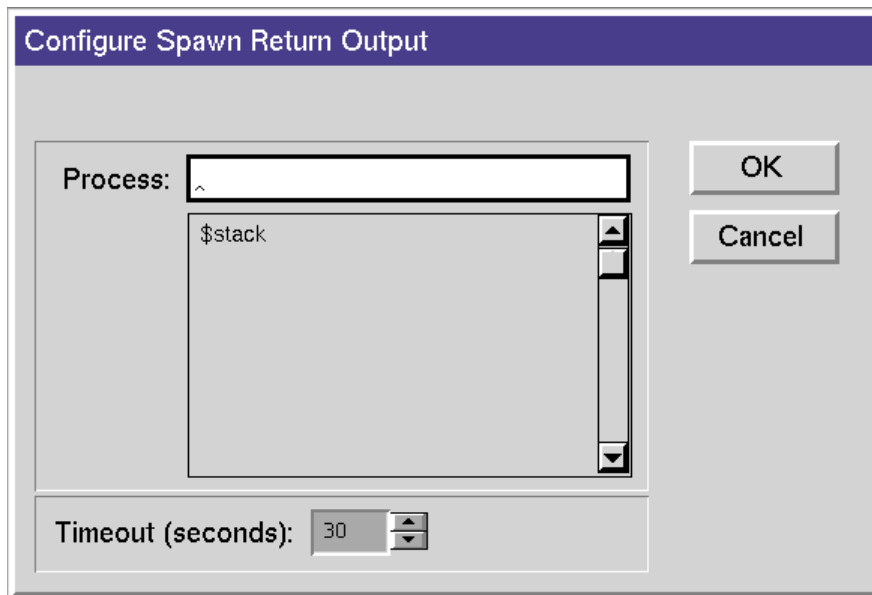 Configure Spawn Return Output
Process: ^
OK
$stack
Cancel
Timeout (seconds): 30